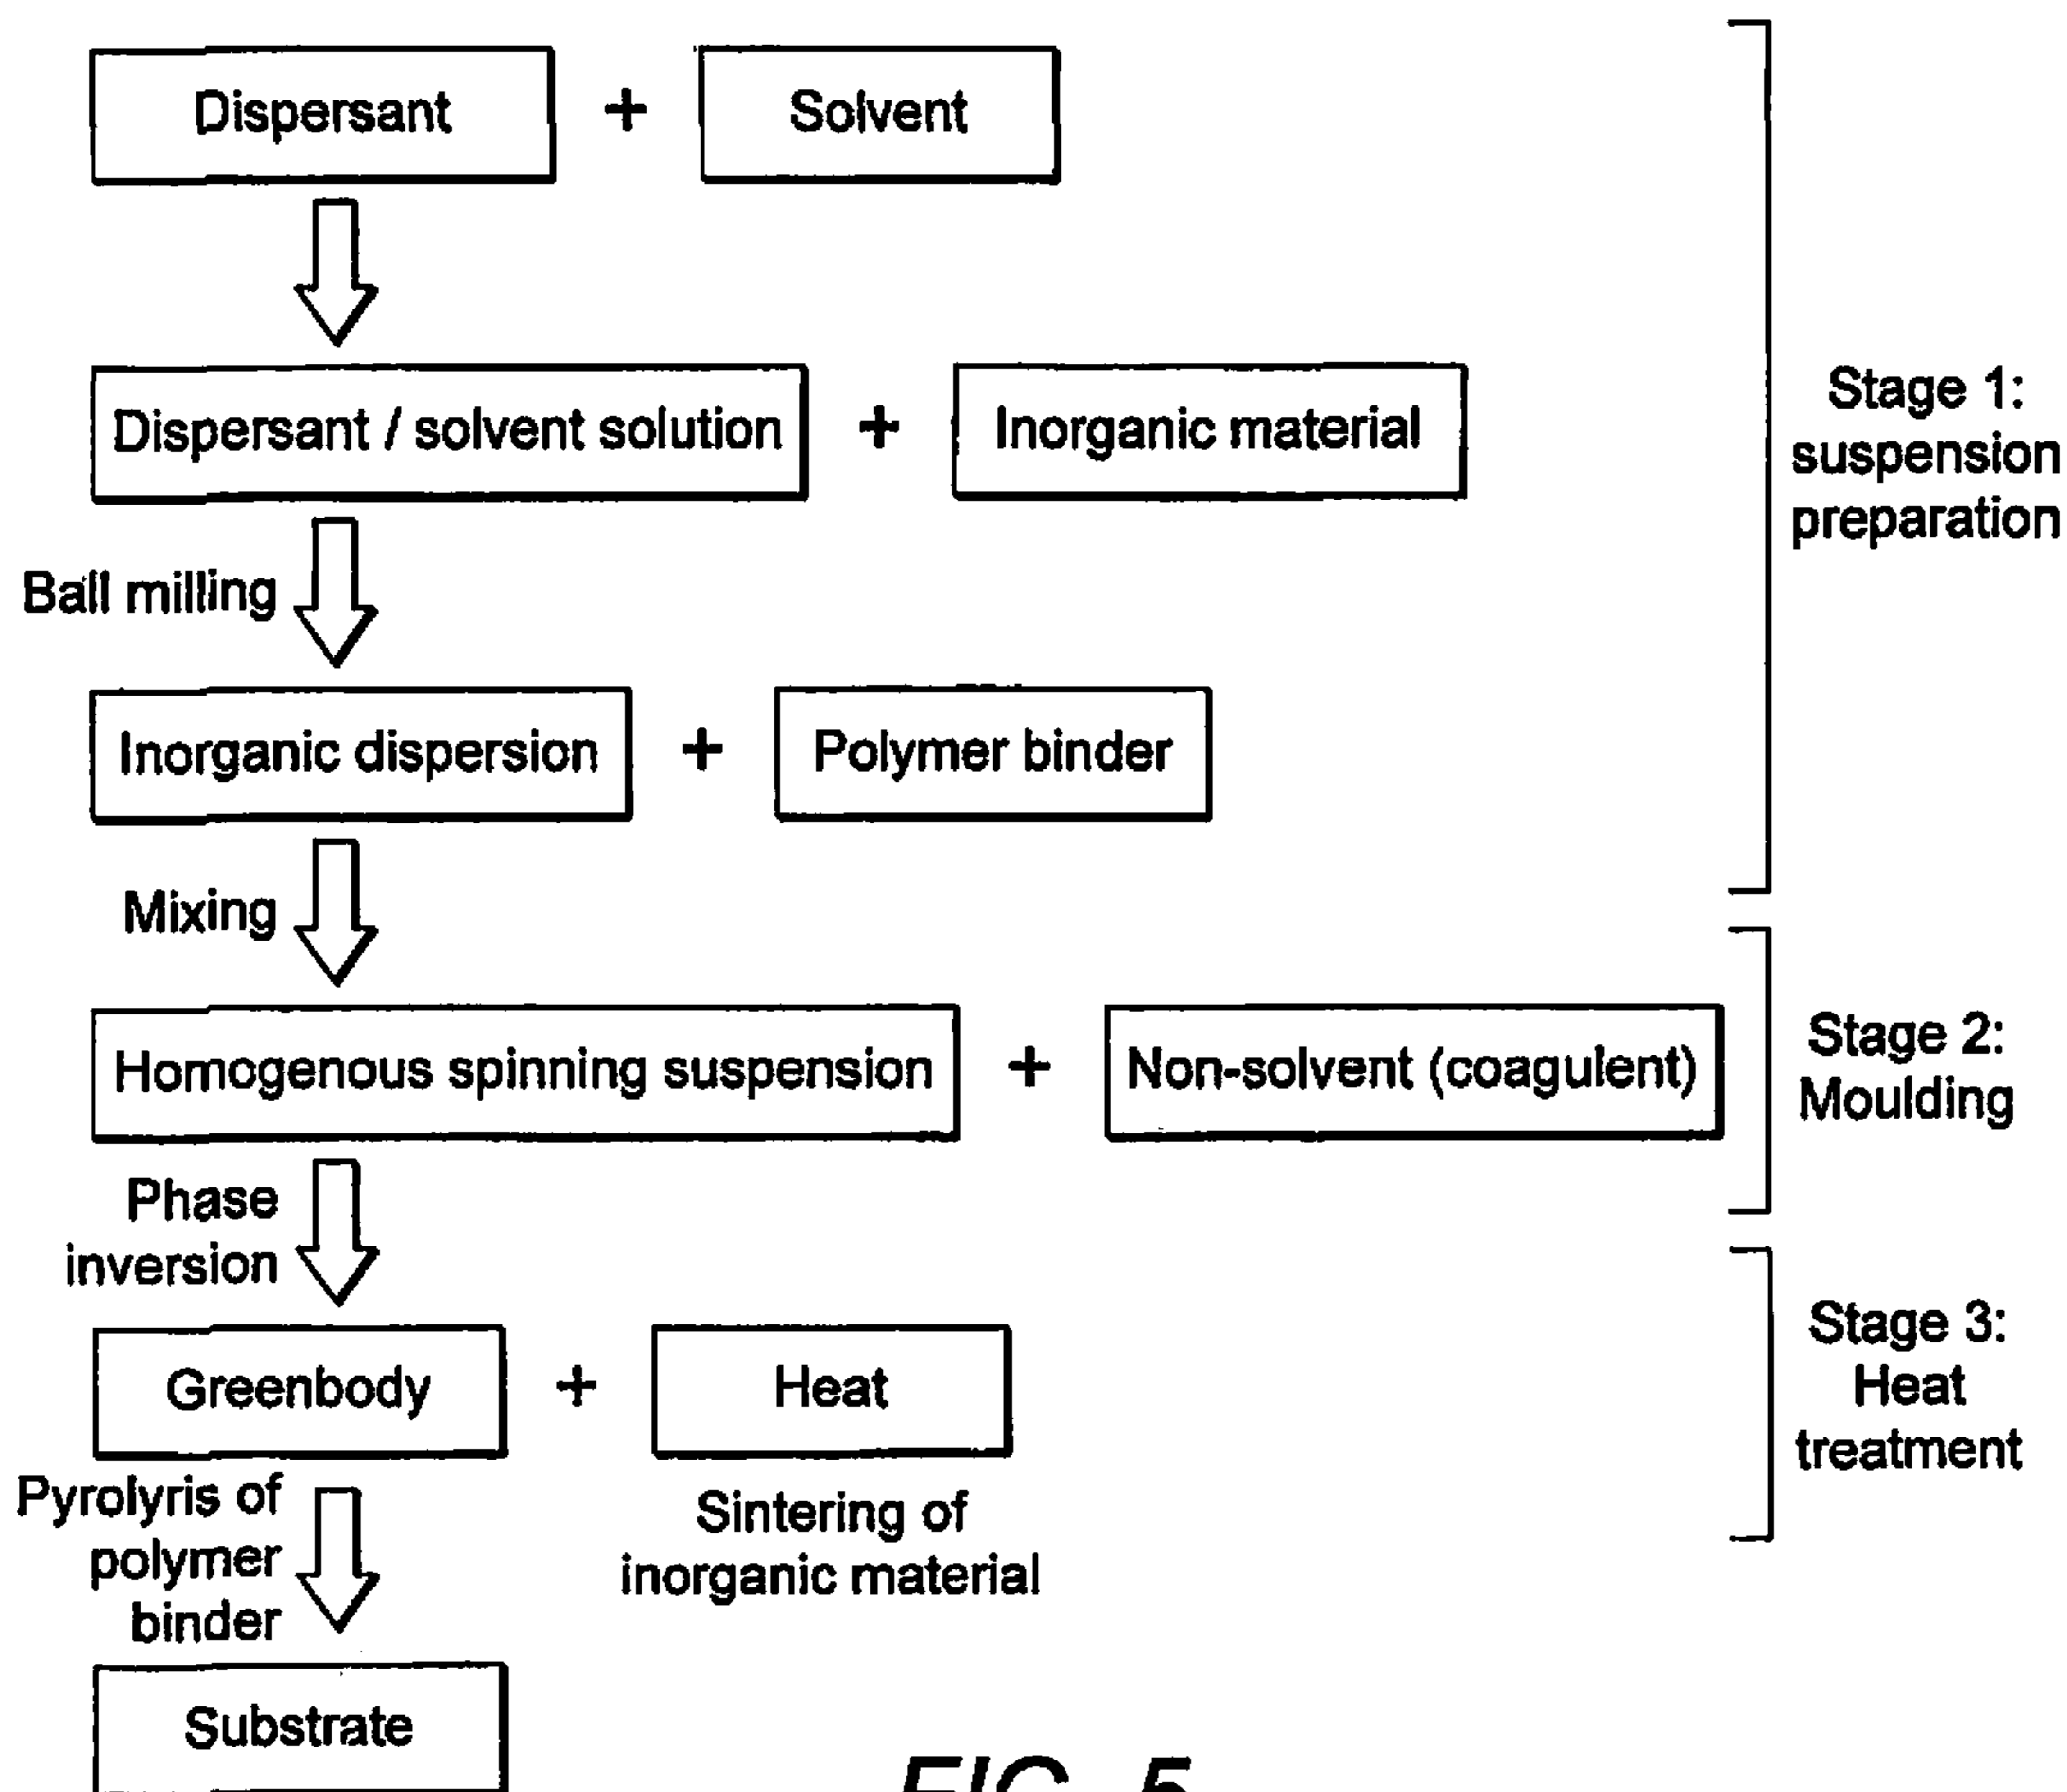 Dispersant + Solvent
Dispersant / solvent solution + Inorganic material
Stage 1:
suspension
preparation
Ball milling
Inorganic dispersion + Polymer binder
Mixing
Homogenous spinning suspension + Non-solvent (coagulent)
Stage 2:
Moulding
Phase
inversion
Greenbody + Heat
Stage 3:
Heat
treatment
Pyrolyris of
polymer
binder
Sintering of
inorganic material
Substrate
FIG. 5